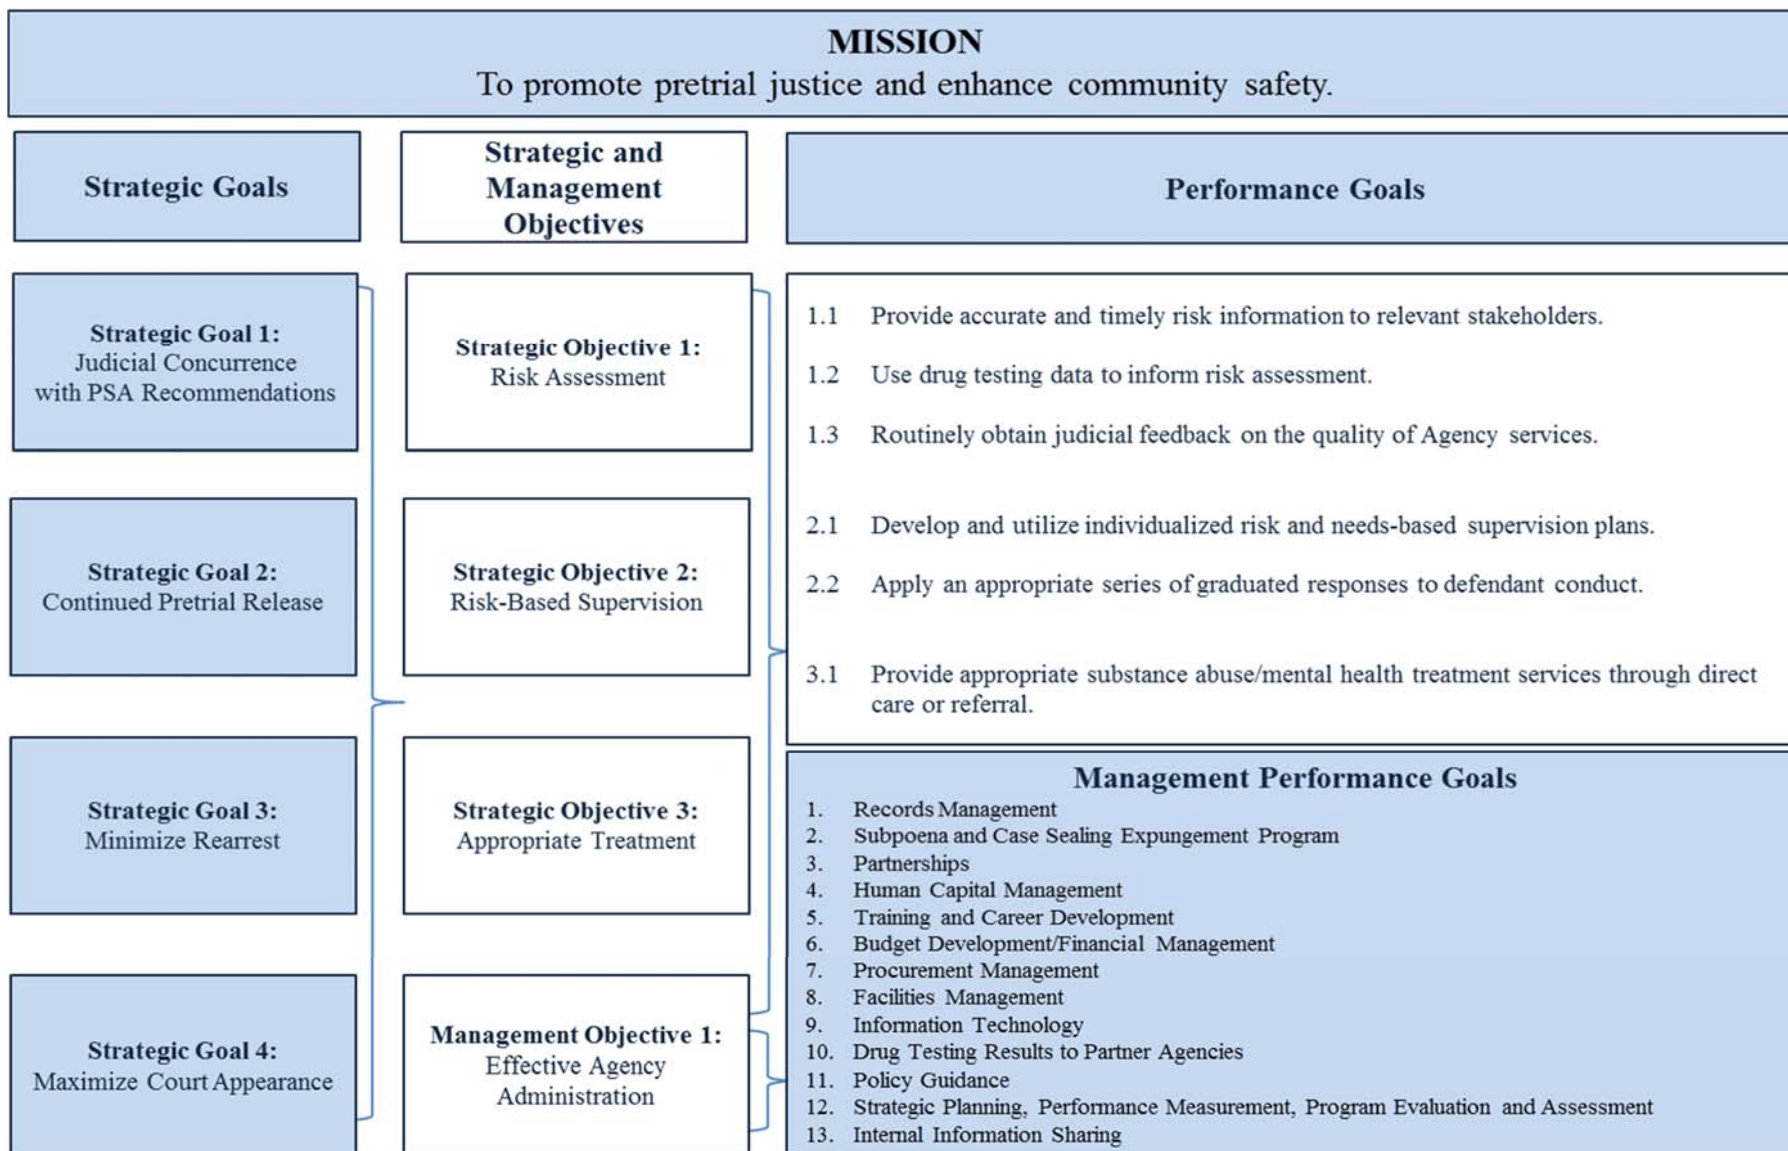 MISSION
To promote pretrial justice and enhance community safety.
Strategic Goals
Strategic and
Management
Objectives
Performance Goals
Strategic Goal 1:
Judicial Concurrence
with PSA Recommendations
Strategic Goal 2:
Continued Pretrial Release
Strategic Goal 3:
Minimize Rearrest
Strategic Goal 4:
Maximize Court Appearance
Strategic Objective 1:
Risk Assessment
Strategic Objective 2:
Risk-Based Supervision
Strategic Objective 3:
Appropriate Treatment
Management Objective 1:
Effective Agency
Administration
1.1 Provide accurate and timely risk information to relevant stakeholders.
1.2 Use drug testing data to inform risk assessment.
1.3 Routinely obtain judicial feedback on the quality of Agency services.
2.1 Develop and utilize individualized risk and needs-based supervision plans.
2.2 Apply an appropriate series of graduated responses to defendant conduct.
3.1 Provide appropriate substance abuse/mental health treatment services through direct
care or referral.
Management Performance Goals
1. Records Management
2. Subpoena and Case Sealing Expungement Program
3. Partnerships
4. Human Capital Management
5. Training and Career Development
6. Budget Development/Financial Management
7. Procurement Management
8. Facilities Management
9. Information Technology
10. Drug Testing Results to Partner Agencies
11. Policy Guidance
12. Strategic Planning, Performance Measurement, Program Evaluation and Assessment
13. Internal Information Sharing